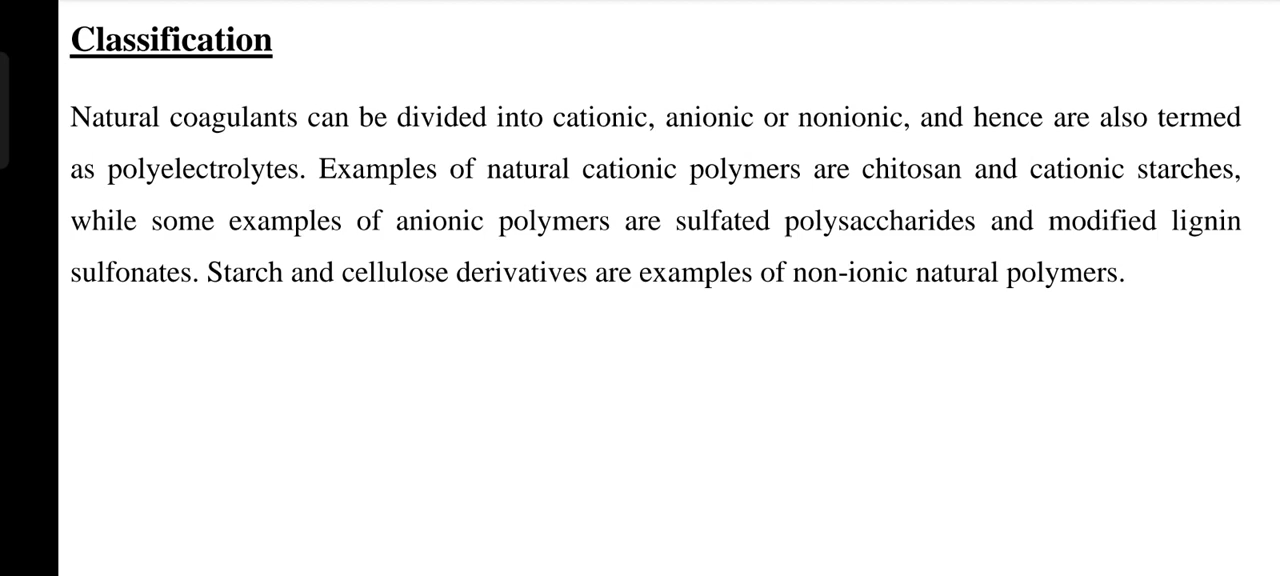 Classification
Natural coagulants can be divided into cationic, anionic or nonionic, and hence are also termed
as polyelectrolytes. Examples of natural cationic polymers are chitosan and cationic starches,
while some examples of anionic polymers are sulfated polysaccharides and modified lignin
sulfonates. Starch and cellulose derivatives are examples of non-ionic natural polymers.